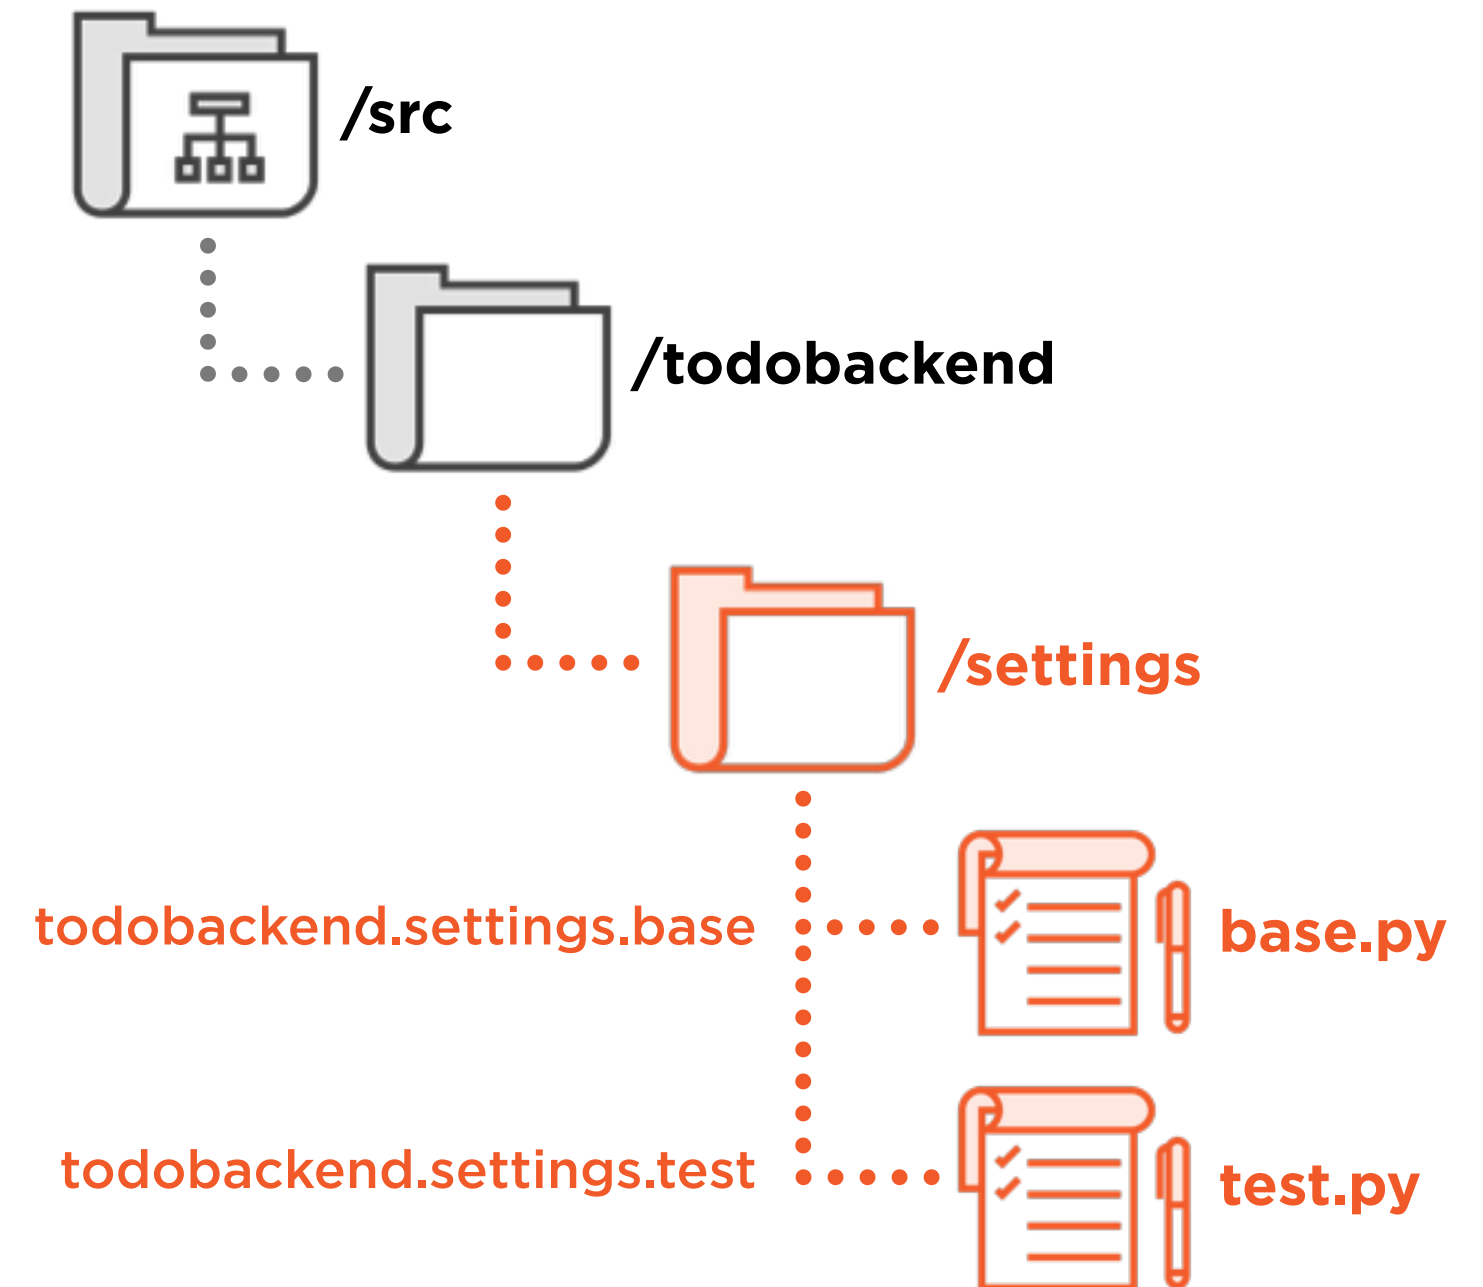 /src
/todobackend
/settings
todobackend.settings.base
base.py
todobackend.settings.test
test.py